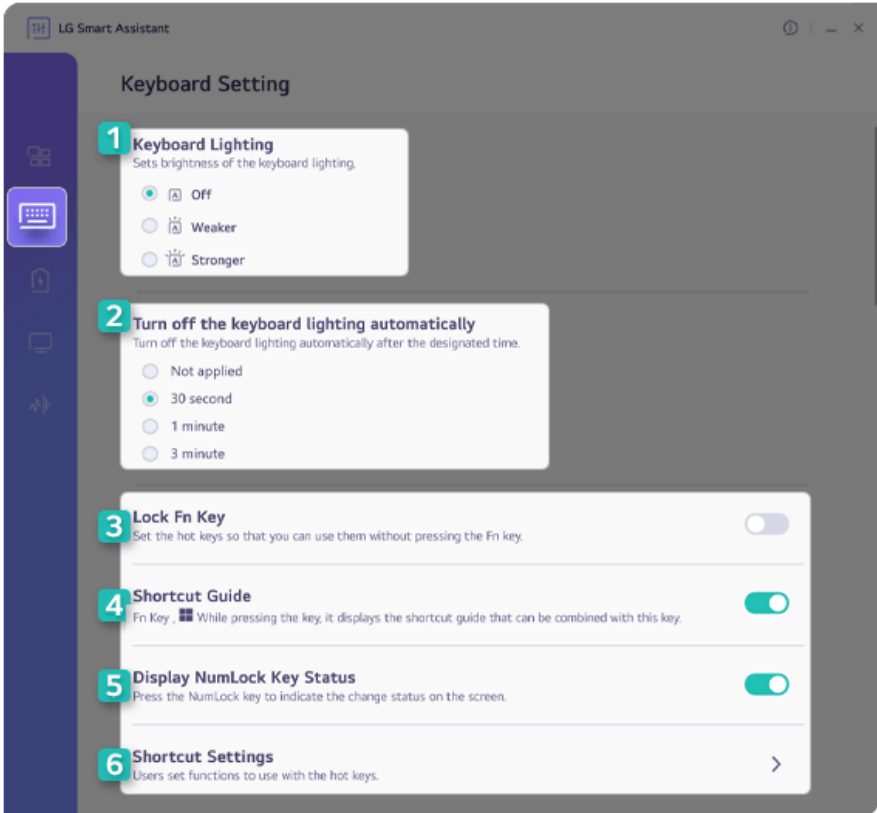 LG Smart Assistant
Keyboard Setting
1
Keyboard Lighting
Sets brightness of the keyboard lighting.
A Off
A Weaker
A Stronger
2
Turn off the keyboard lighting automatically
Turn off the keyboard lighting automatically after the designated time.
Not applied
30 second
1 minute
3 minute
3
Lock Fn Key
Set the hot keys so that you can use them without pressing the Fn key.
4
Shortcut Guide
Fn Key , While pressing the key, it displays the shortcut guide that can be combined with this key.
5
Display NumLock Key Status
Press the NumLock key to indicate the change status on the screen.
6
Shortcut Settings
Users set functions to use with the hot keys.